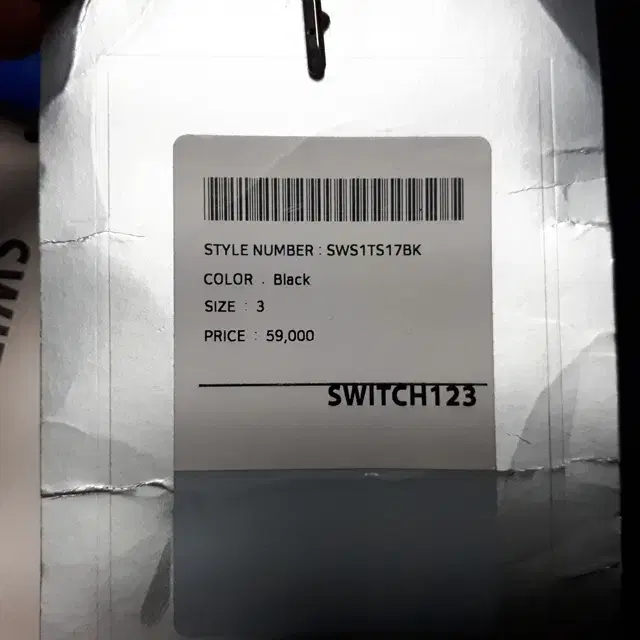 STYLE NUMBER : SWS1TS17BK
COLOR . Black
SIZE : 3
PRICE : 59,000
SWITCH123